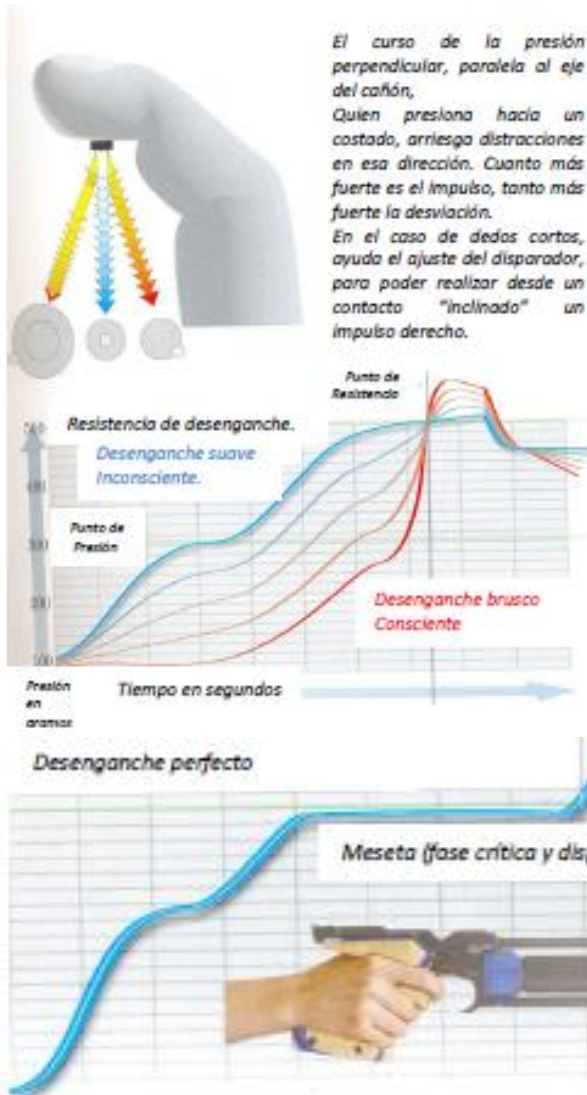 El curso de la presión
perpendicular, paralela al eje
del cañón,
Quien presiona hacia un
costado, arriesga distracciones
en esa dirección. Cuanto más
fuerte es el impulso, tanto más
fuerte la desviación.
En el caso de dedos cortos,
ayuda el ajuste del disparador,
para poder realizar desde un
contacto "inclinado" un
impulso derecho.
Punto de
Resistencia
Resistencia de desenganche.
Desenganche suave
Inconsciente.
Punto de
Presión
300
200
100
Desenganche brusco
Consciente
Presión
en
Tiempo en segundos
Desenganche perfecto
Meseta (fase crítica y